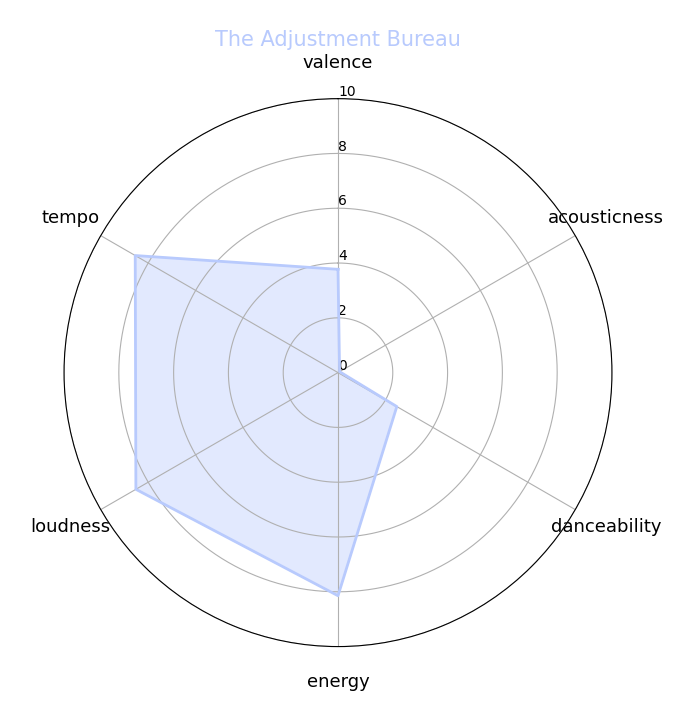 The Adjustment Bureau
valence
10
8
tempo
6
acousticness
4
2
0
loudness
danceability
energy